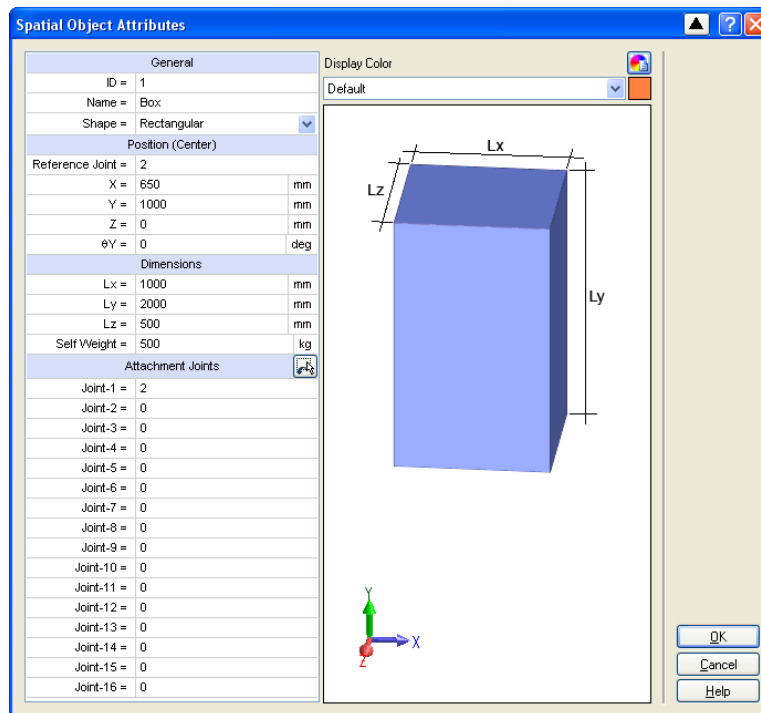 Spatial Object Attributes
General
ID = 1
Name = Box
Shape = Rectangular
Position (Center)
Reference Joint = 2
X = 650 mm
Y = 1000 mm
Z = 0 mm
θY = 0 deg
Dimensions
Lx = 1000 mm
Ly = 2000 mm
Lz = 500 mm
Self Weight = 500 kg
Attachment Joints
Joint-1 = 2
Joint-2 = 0
Joint-3 = 0
Joint-4 = 0
Joint-5 = 0
Joint-6 = 0
Joint-7 = 0
Joint-8 = 0
Joint-9 = 0
Joint-10 = 0
Joint-11 = 0
Joint-12 = 0
Joint-13 = 0
Joint-14 = 0
Joint-15 = 0
Joint-16 = 0
Display Color
Default
Lx
Lz
Ly
Y
X
Z
OK
Cancel
Help